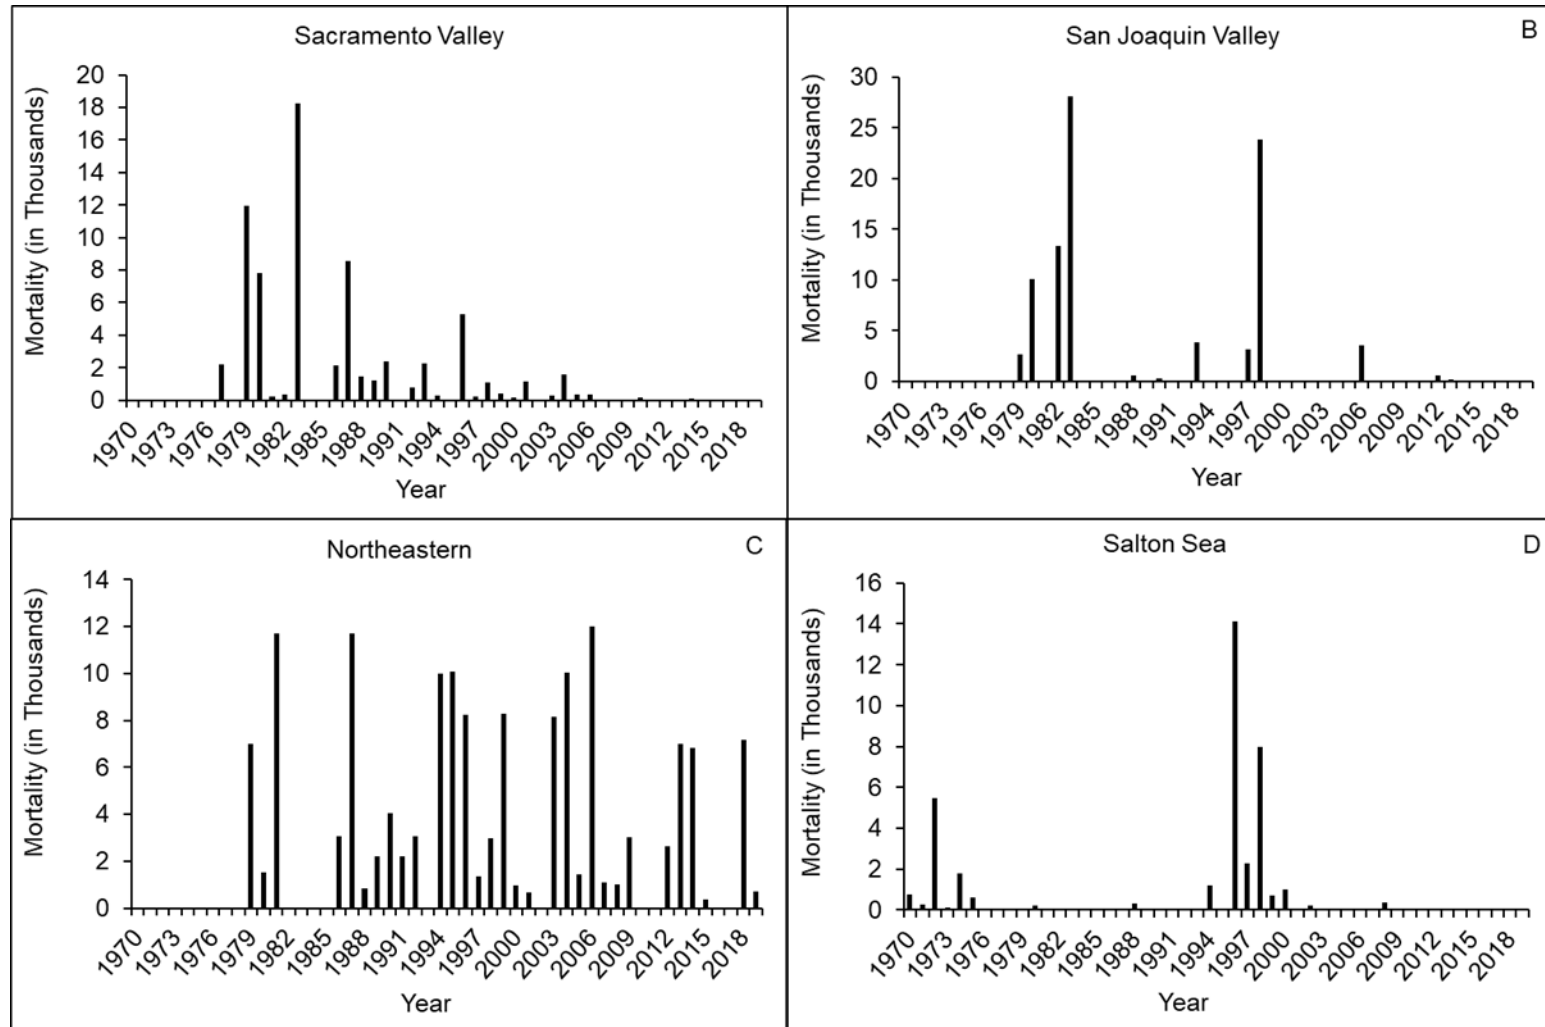 Sacramento Valley
Mortality (in Thousands)
20
18
16
14
12
10
8
6
4
2
0
1970 1973 1976 1979 1982 1985 1988 1991 1994 1997 2000 2003 2006 2009 2012 2015 2018
Year
San Joaquin Valley B
Mortality (in Thousands)
30
25
20
15
10
5
0
1970 1973 1976 1979 1982 1985 1988 1991 1994 1997 2000 2003 2006 2009 2012 2015 2018
Year
Northeastern C
Mortality (in Thousands)
14
12
10
8
6
4
2
0
1970 1973 1976 1979 1982 1985 1988 1991 1994 1997 2000 2003 2006 2009 2012 2015 2018
Year
Salton Sea D
Mortality (in Thousands)
16
14
12
10
8
6
4
2
0
1970 1973 1976 1979 1982 1985 1988 1991 1994 1997 2000 2003 2006 2009 2012 2015 2018
Year